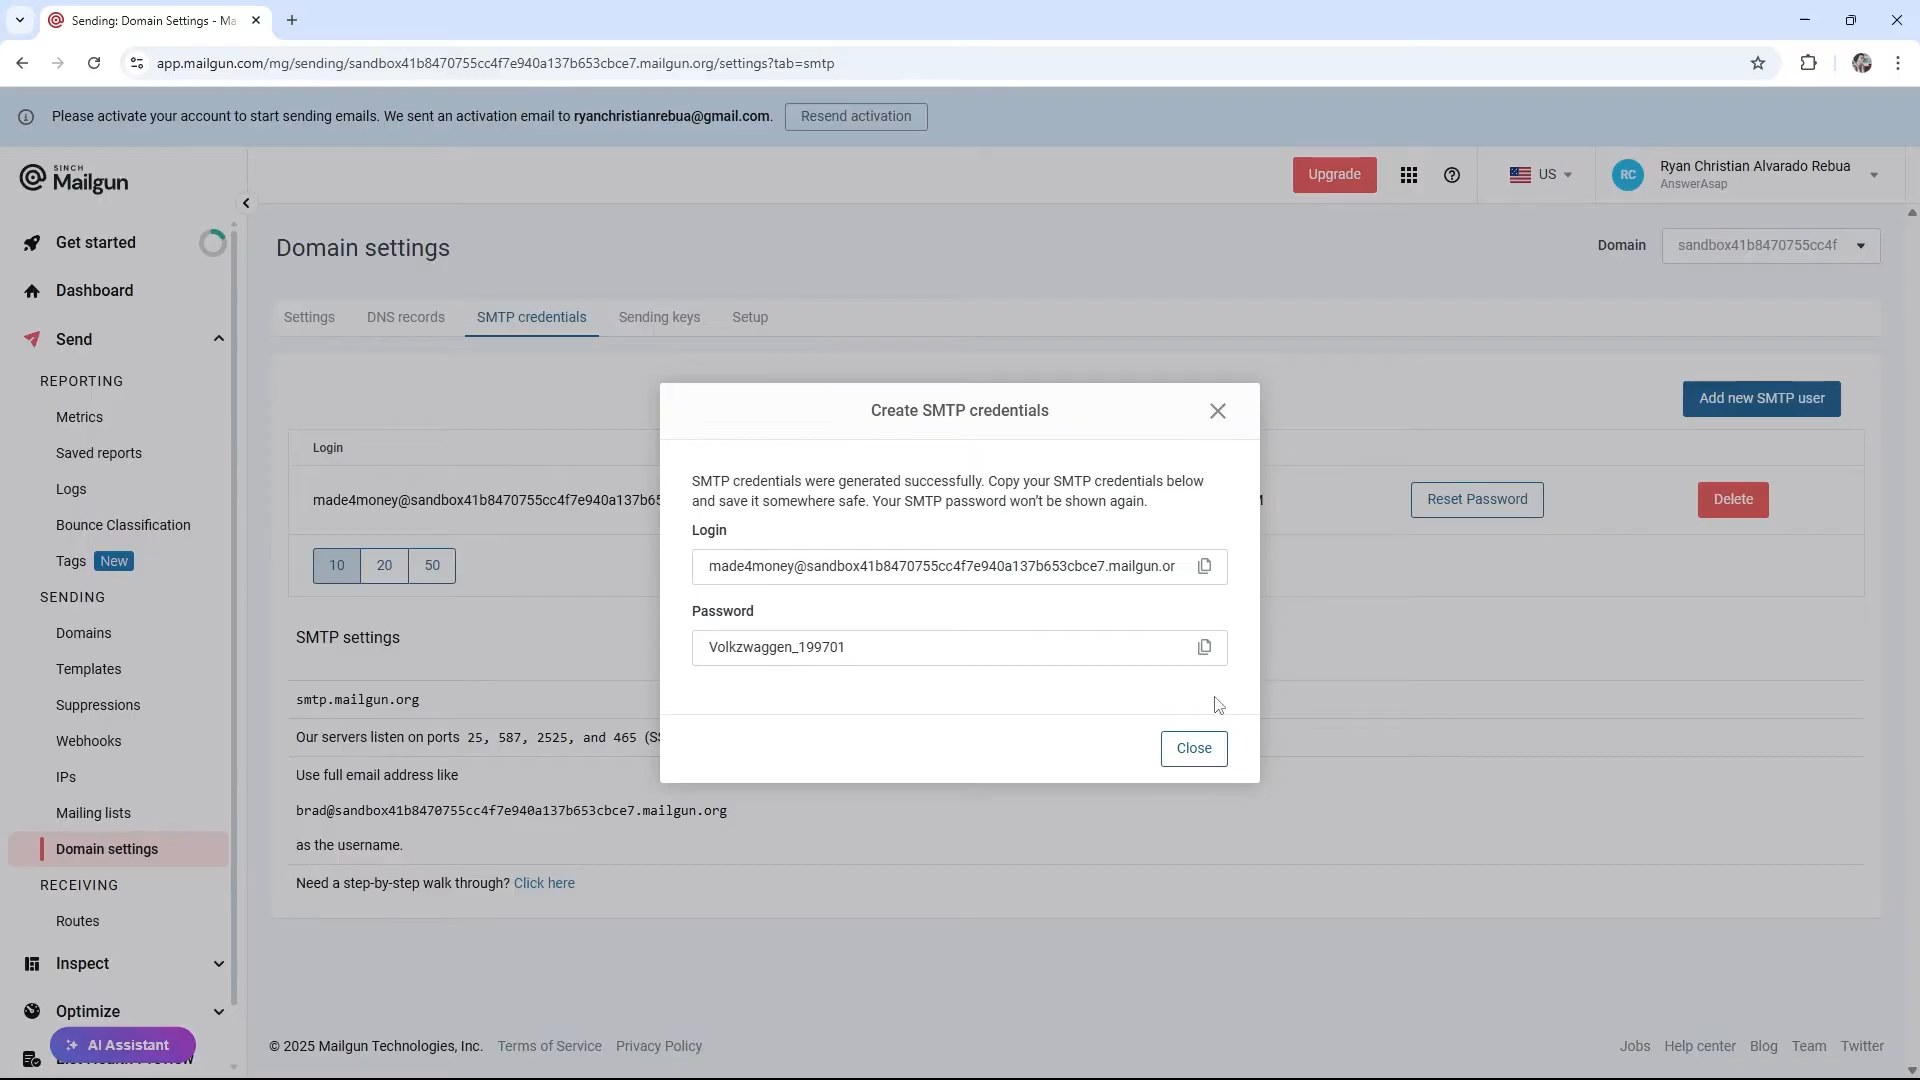 Sending: Domain Settings - Ma
app.mailgun.com/mg/sending/sandbox41b8470755cc4f7e940a137b653cbce7.mailgun.org/settings?tab=smtp
Please activate your account to start sending emails. We sent an activation email to ryanchristianrebua@gmail.com. Resend activation
SINCH
Mailgun
Upgrade
US
RC
Ryan Christian Alvarado Rebua
AnswerAsap
Get started
Dashboard
Send
REPORTING
Metrics
Saved reports
Logs
Bounce Classification
Tags New
SENDING
Domains
Templates
Suppressions
Webhooks
IPs
Mailing lists
Domain settings
RECEIVING
Routes
Inspect
Optimize
AI Assistant
Domain settings
Domain sandbox41b8470755cc4f
Settings DNS records SMTP credentials Sending keys Setup
Add new SMTP user
Login
made4money@sandbox41b8470755cc4f7e940a137b65
Reset Password Delete
10 20 50
SMTP settings
smtp.mailgun.org
Our servers listen on ports 25, 587, 2525, and 465 (SS
Use full email address like
brad@sandbox41b8470755cc4f7e940a137b653cbce7.mailgun.org
as the username.
Need a step-by-step walk through? Click here
Create SMTP credentials
SMTP credentials were generated successfully. Copy your SMTP credentials below
and save it somewhere safe. Your SMTP password won't be shown again.
Login
made4money@sandbox41b8470755cc4f7e940a137b653cbce7.mailgun.or
Password
Volkzwaggen_199701
Close
© 2025 Mailgun Technologies, Inc. Terms of Service Privacy Policy
Jobs Help center Blog Team Twitter